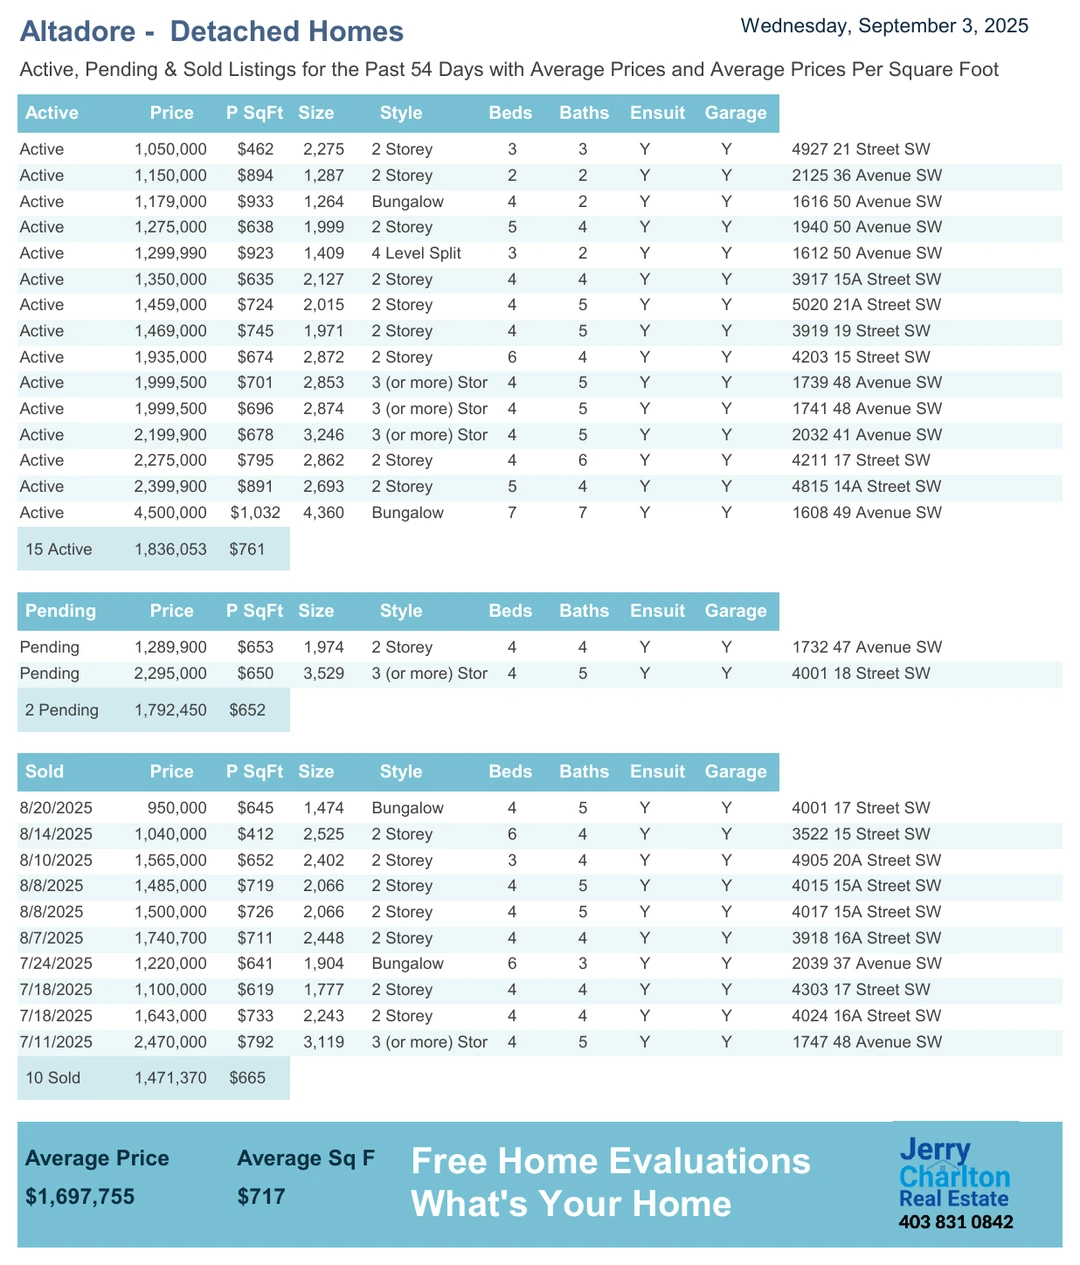 Altadore -  Detached Homes
Wednesday, September 3, 2025
Active, Pending & Sold Listings for the Past 54 Days with Average Prices and Average Prices Per Square Foot
Active Price P SqFt Size Style Beds Baths Ensuit Garage
Active 1,050,000 $462 2,275 2 Storey 3 3 Y Y 4927 21 Street SW
Active 1,150,000 $894 1,287 2 Storey 2 2 Y Y 2125 36 Avenue SW
Active 1,179,000 $933 1,264 Bungalow 4 2 Y Y 1616 50 Avenue SW
Active 1,275,000 $638 1,999 2 Storey 5 4 Y Y 1940 50 Avenue SW
Active 1,299,990 $923 1,409 4 Level Split 3 2 Y Y 1612 50 Avenue SW
Active 1,350,000 $635 2,127 2 Storey 4 4 Y Y 3917 15A Street SW
Active 1,459,000 $724 2,015 2 Storey 4 5 Y Y 5020 21A Street SW
Active 1,469,000 $745 1,971 2 Storey 4 5 Y Y 3919 19 Street SW
Active 1,935,000 $674 2,872 2 Storey 6 4 Y Y 4203 15 Street SW
Active 1,999,500 $701 2,853 3 (or more) Stor 4 5 Y Y 1739 48 Avenue SW
Active 1,999,500 $696 2,874 3 (or more) Stor 4 5 Y Y 1741 48 Avenue SW
Active 2,199,900 $678 3,246 3 (or more) Stor 4 5 Y Y 2032 41 Avenue SW
Active 2,275,000 $795 2,862 2 Storey 4 6 Y Y 4211 17 Street SW
Active 2,399,900 $891 2,693 2 Storey 5 4 Y Y 4815 14A Street SW
Active 4,500,000 $1,032 4,360 Bungalow 7 7 Y Y 1608 49 Avenue SW
15 Active 1,836,053 $761
Pending Price P SqFt Size Style Beds Baths Ensuit Garage
Pending 1,289,900 $653 1,974 2 Storey 4 4 Y Y 1732 47 Avenue SW
Pending 2,295,000 $650 3,529 3 (or more) Stor 4 5 Y Y 4001 18 Street SW
2 Pending 1,792,450 $652
Sold Price P SqFt Size Style Beds Baths Ensuit Garage
8/20/2025 950,000 $645 1,474 Bungalow 4 5 Y Y 4001 17 Street SW
8/14/2025 1,040,000 $412 2,525 2 Storey 6 4 Y Y 3522 15 Street SW
8/10/2025 1,565,000 $652 2,402 2 Storey 3 4 Y Y 4905 20A Street SW
8/8/2025 1,485,000 $719 2,066 2 Storey 4 5 Y Y 4015 15A Street SW
8/8/2025 1,500,000 $726 2,066 2 Storey 4 5 Y Y 4017 15A Street SW
8/7/2025 1,740,700 $711 2,448 2 Storey 4 4 Y Y 3918 16A Street SW
7/24/2025 1,220,000 $641 1,904 Bungalow 6 3 Y Y 2039 37 Avenue SW
7/18/2025 1,100,000 $619 1,777 2 Storey 4 4 Y Y 4303 17 Street SW
7/18/2025 1,643,000 $733 2,243 2 Storey 4 4 Y Y 4024 16A Street SW
7/11/2025 2,470,000 $792 3,119 3 (or more) Stor 4 5 Y Y 1747 48 Avenue SW
10 Sold 1,471,370 $665
Average Price Average Sq F
$1,697,755 $717
Free Home Evaluations
What's Your Home
Jerry
Charlton
Real Estate
403 831 0842